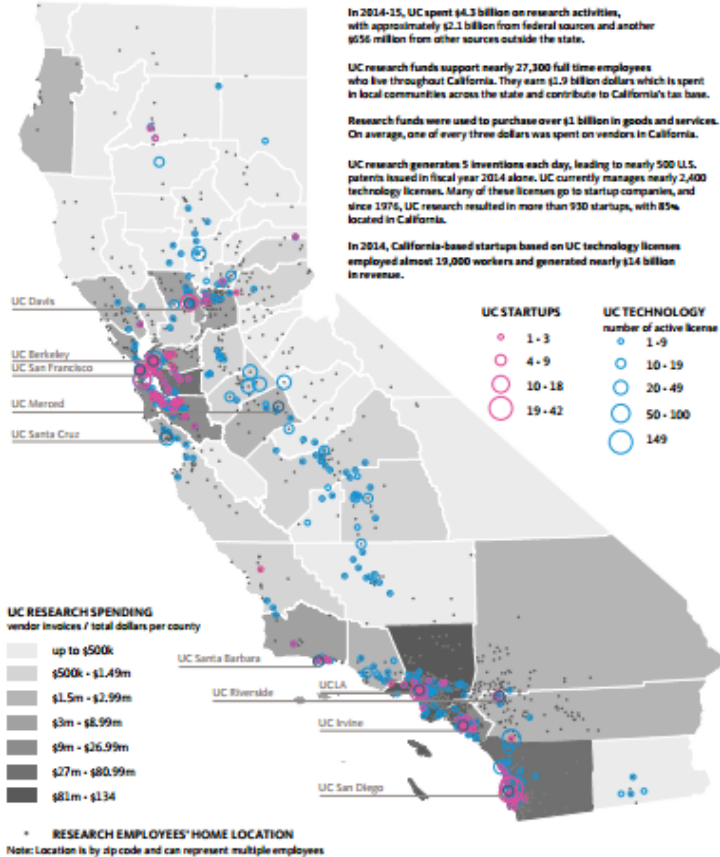 In 2014-15, UC spent $4.3 billion on research activities,
with approximately $2.1 billion from federal sources and another
$656 million from other sources outside the state.
UC research funds support nearly 27,300 full time employees
who live throughout California. They earn $1.9 billion dollars which is spent
in local communities across the state and contribute to California's tax base.
Research funds were used to purchase over $1 billion in goods and services.
On average, one of every three dollars was spent on vendors in California.
UC research generates 5 inventions each day, leading to nearly 500 U.S.
patents issued in fiscal year 2014 alone. UC currently manages nearly 2,400
technology licenses. Many of these licenses go to startup companies, and
since 1976, UC research resulted in more than 930 startups, with 85%
located in California.
In 2014, California-based startups based on UC technology licenses
employed almost 19,000 workers and generated nearly $14 billion
in revenue.
UC STARTUPS
1 - 3
4 - 9
10 - 18
19 - 42
UC TECHNOLOGY
number of active license
1 - 9
10 - 19
20 - 49
50 - 100
149
UC Davis
UC Berkeley
UC San Francisco
UC Merced
UC Santa Cruz
UC Santa Barbara
UC Riverside
UCLA
UC Irvine
UC San Diego
UC RESEARCH SPENDING
vendor invoices / total dollars per county
up to $500k
$500k - $1.49m
$1.5m - $2.99m
$3m - $8.99m
$9m - $26.99m
$27m - $80.99m
$81m - $134
RESEARCH EMPLOYEES' HOME LOCATION
Note: Location is by zip code and can represent multiple employees